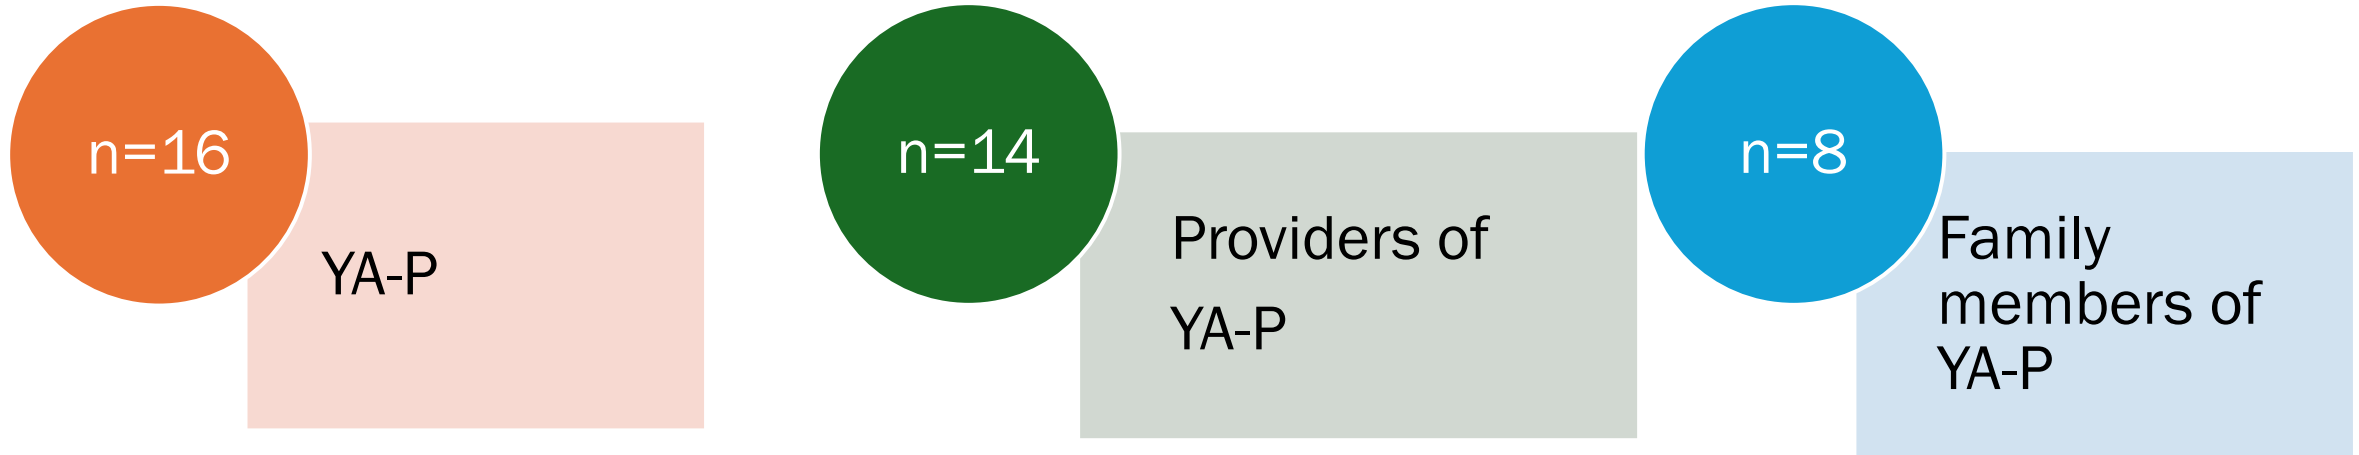 n=16
YA-P
n=14
Providers of
YA-P
n=8
Family
members of
YA-P